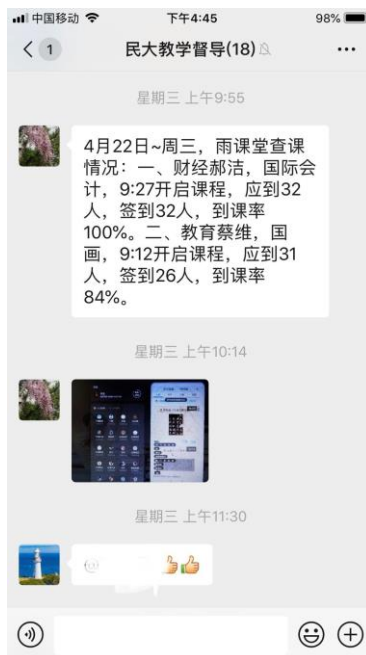 中国移动
下午4:45
98%
1
民大教学督导(18)
星期三 上午9:55
4月22日~周三，雨课堂查课
情况：一、财经郝洁，国际会
计，9:27开启课程，应到32
人，签到32人，到课率
100%。二、教育蔡维，国
画，9:12开启课程，应到31
人，签到26人，到课率
84%。
星期三 上午10:14
星期三 上午11:30